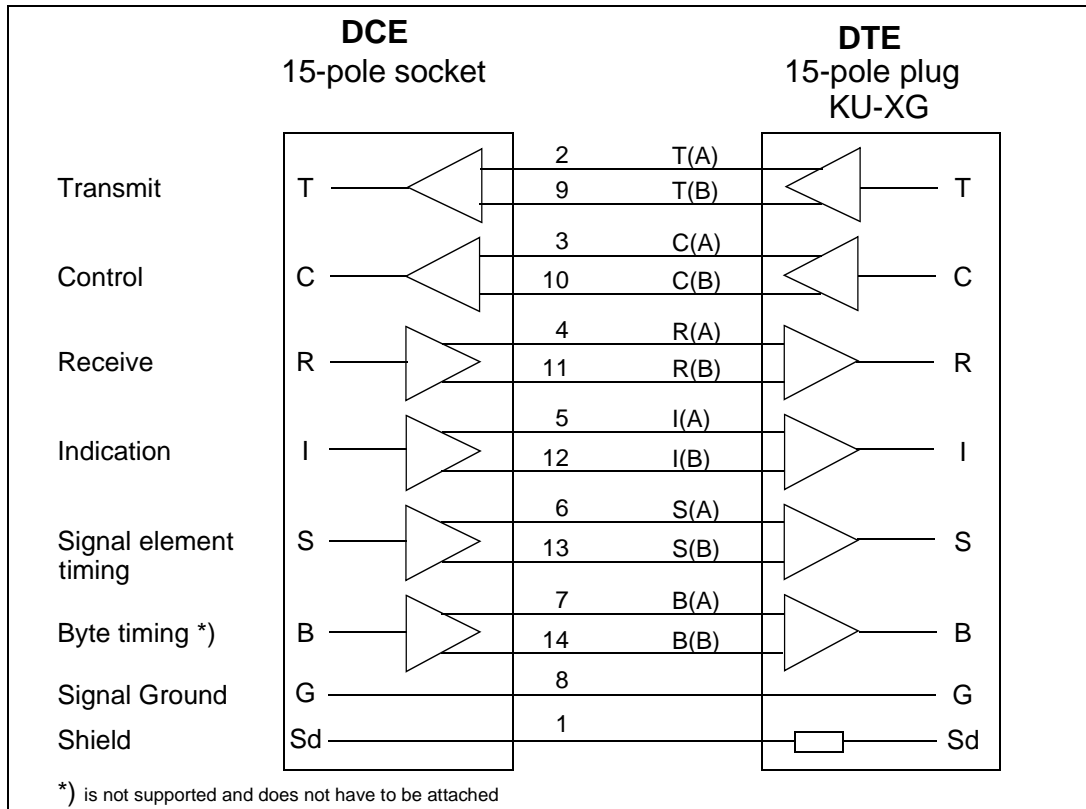 DCE
15-pole socket
DTE
15-pole plug
KU-XG
Transmit T 2 T(A) T
9 T(B)
Control C 3 C(A) C
10 C(B)
Receive R 4 R(A) R
11 R(B)
Indication I 5 I(A) I
12 I(B)
Signal element timing S 6 S(A) S
13 S(B)
Byte timing *) B 7 B(A) B
14 B(B)
Signal Ground G 8 G
Shield Sd 1 Sd
*) is not supported and does not have to be attached